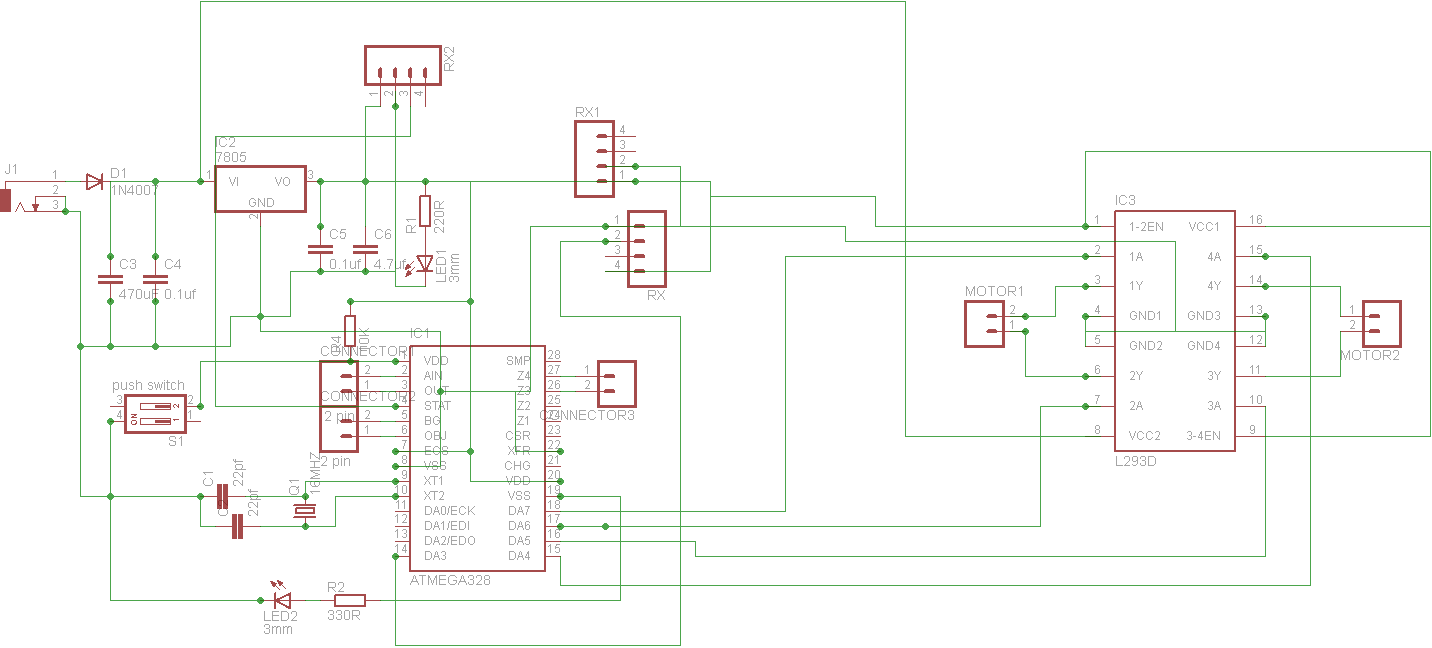 RX2
1
2
3
4
RX1
4
3
2
1
IC2
7805
J1
1
2
3
D1
1N4007
1
VI
VO
3
GND
2
R1
220R
C5
0.1uf
C6
4.7uf
LED1
3mm
C3
470uF
C4
0.1uf
1
2
3
4
RX
IC3
1
1-2EN
VCC1
16
2
1A
4A
15
3
1Y
4Y
14
4
GND1
GND3
13
5
GND2
GND4
12
6
2Y
3Y
11
7
2A
3A
10
8
VCC2
3-4EN
9
L293D
MOTOR1
2
1
1
2
MOTOR2
R4
10K
IC1
1
VDD
SMP
28
2
AIN
Z4
27
3
OUT
Z3
26
4
STAT
Z2
25
5
BG
Z1
24
6
OBJ
CSR
23
7
EOS
XFR
22
8
VSS
CHG
21
9
XT1
VDD
20
10
XT2
VSS
19
11
DA0/ECK
DA7
18
12
DA1/EDI
DA6
17
13
DA2/EDO
DA5
16
14
DA3
DA4
15
ATMEGA328
CONNECTOR1
2
1
CONNECTOR2
2 pin
2
1
2 pin
1
2
CONNECTOR3
push switch
3
2
4
1
ON
2
1
S1
C1
22pf
22pf
Q1
16MHZ
LED2
3mm
R2
330R